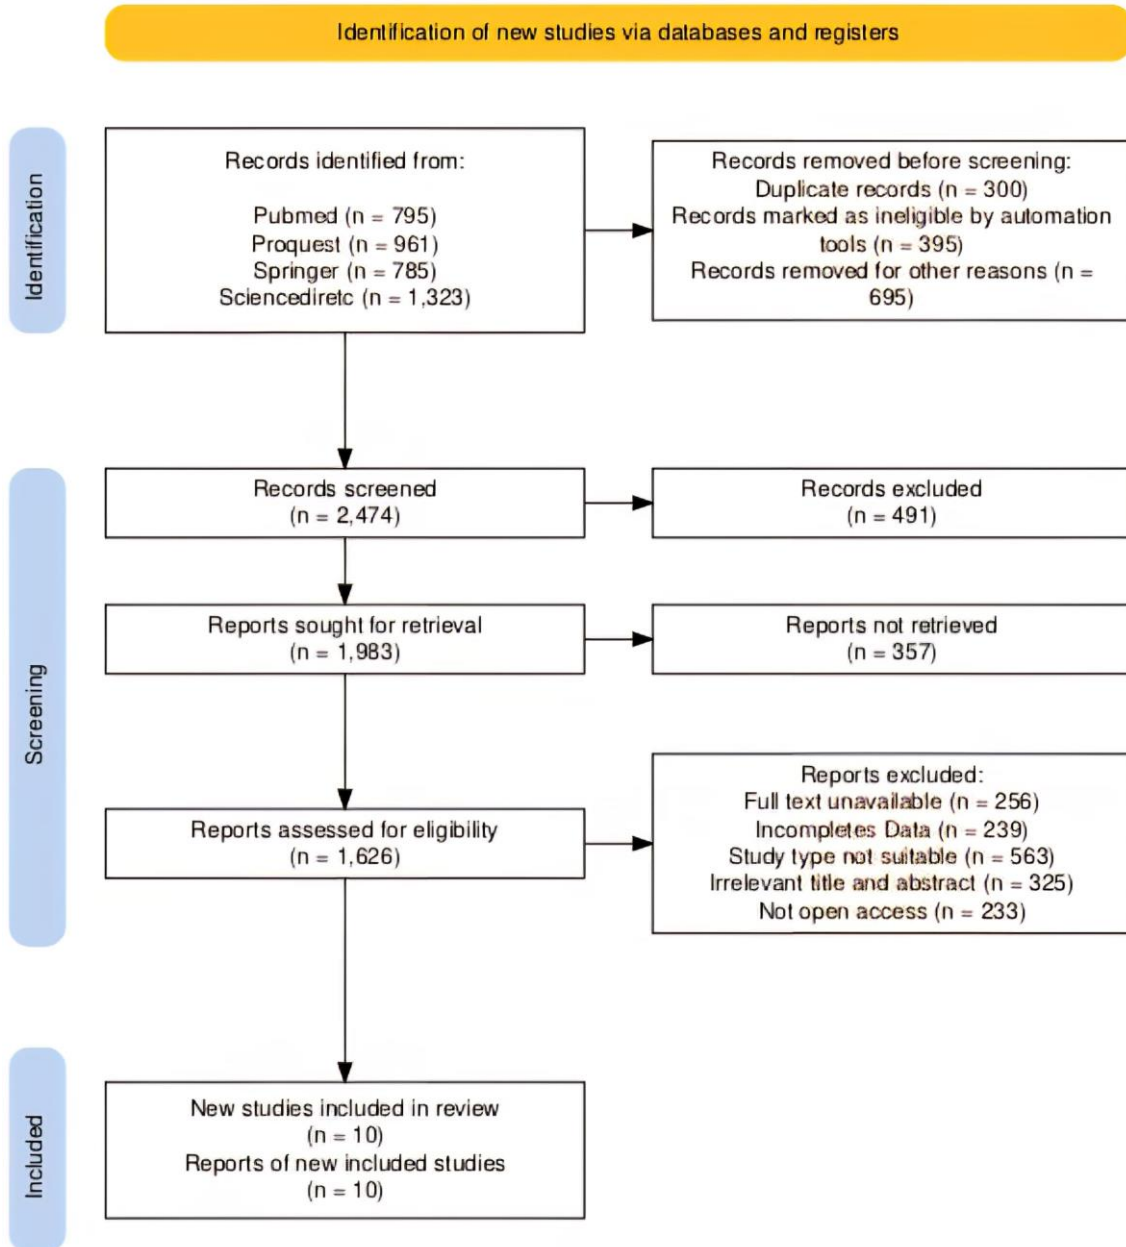 Identification of new studies via databases and registers
Identification
Records identified from:
Pubmed (n = 795)
Proquest (n = 961)
Springer (n = 785)
Sciencediretc (n = 1,323)
Records removed before screening:
Duplicate records (n = 300)
Records marked as ineligible by automation
tools (n = 395)
Records removed for other reasons (n =
695)
Screening
Records screened
(n = 2,474)
Records excluded
(n = 491)
Reports sought for retrieval
(n = 1,983)
Reports not retrieved
(n = 357)
Reports assessed for eligibility
(n = 1,626)
Reports excluded:
Full text unavailable (n = 256)
Incompletes Data (n = 239)
Study type not suitable (n = 563)
Irrelevant title and abstract (n = 325)
Not open access (n = 233)
Included
New studies included in review
(n = 10)
Reports of new included studies
(n = 10)